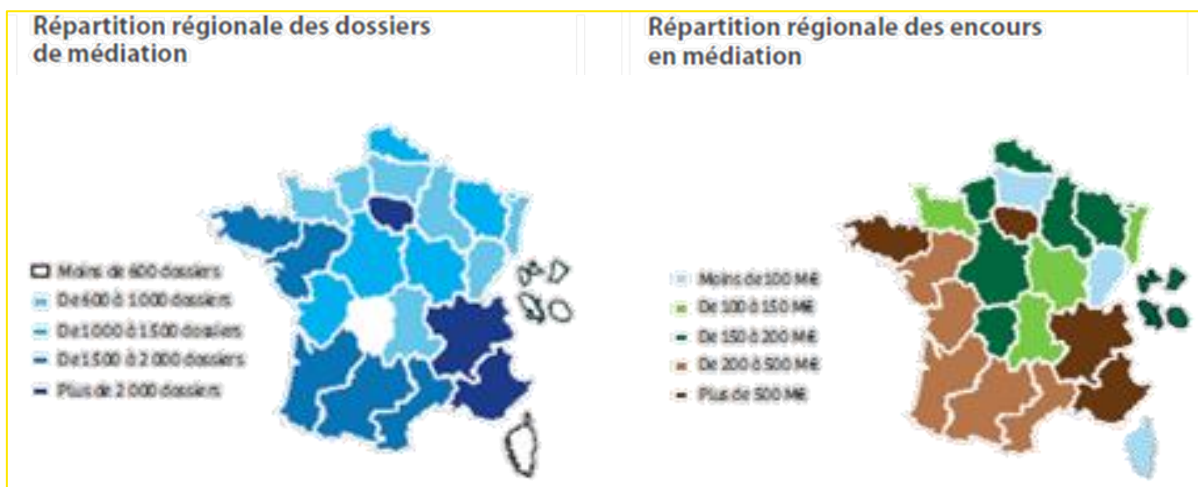 Répartition régionale des dossiers
de médiation
Moins de 600 dossiers
De 600 à 1 000 dossiers
De 1 000 à 1 500 dossiers
De 1 500 à 2 000 dossiers
Plus de 2 000 dossiers
Répartition régionale des encours
en médiation
Moins de 100 M€
De 100 à 150 M€
De 150 à 200 M€
De 200 à 500 M€
Plus de 500 M€